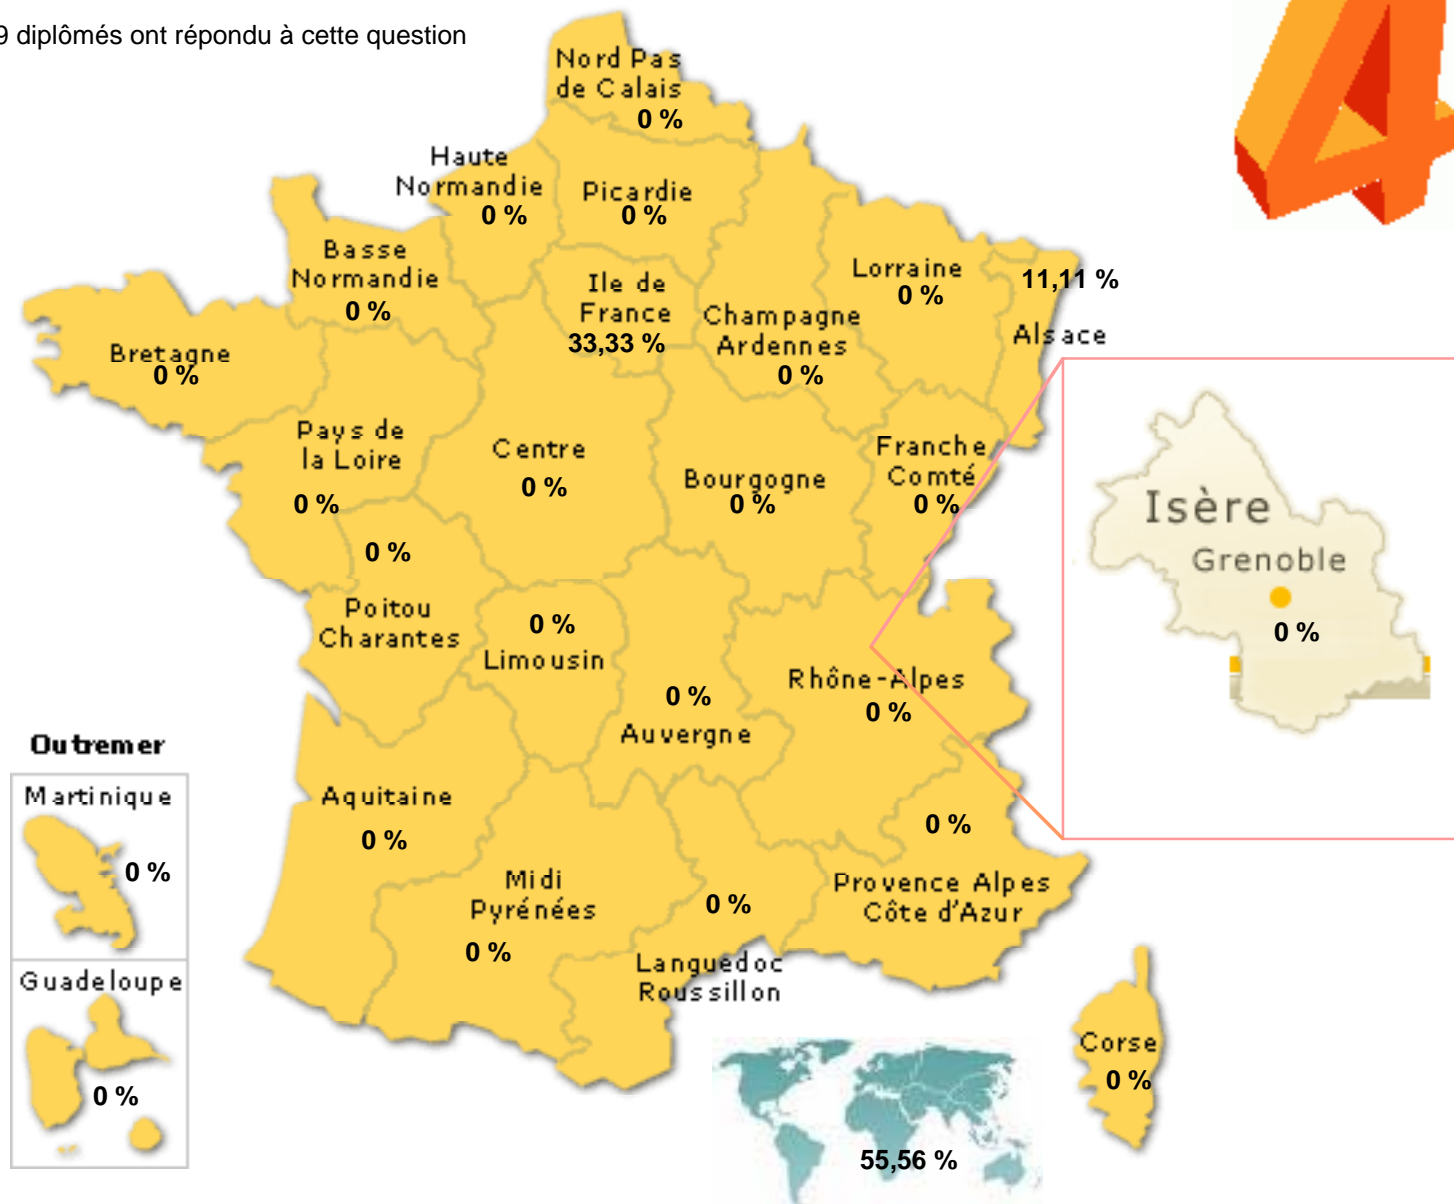 9 diplômés ont répondu à cette question
4
Nord Pas
de Calais
0 %
Haute
Normandie
0 %
Picardie
0 %
Basse
Normandie
0 %
Ile de
France
33,33 %
Champagne
Ardennes
0 %
Lorraine
0 %
11,11 %
Alsace
Bretagne
0 %
Pays de
la Loire
0 %
Centre
0 %
Bourgogne
0 %
Franche
Comté
0 %
Isère
Grenoble
0 %
0 %
Poitou
Charantes
0 %
Limousin
0 %
Auvergne
Rhône-Alpes
0 %
Outremer
Martinique
0 %
Guadeloupe
0 %
Aquitaine
0 %
Midi
Pyrénées
0 %
0 %
Languedoc
Roussillon
0 %
Provence Alpes
Côte d'Azur
Corse
0 %
55,56 %